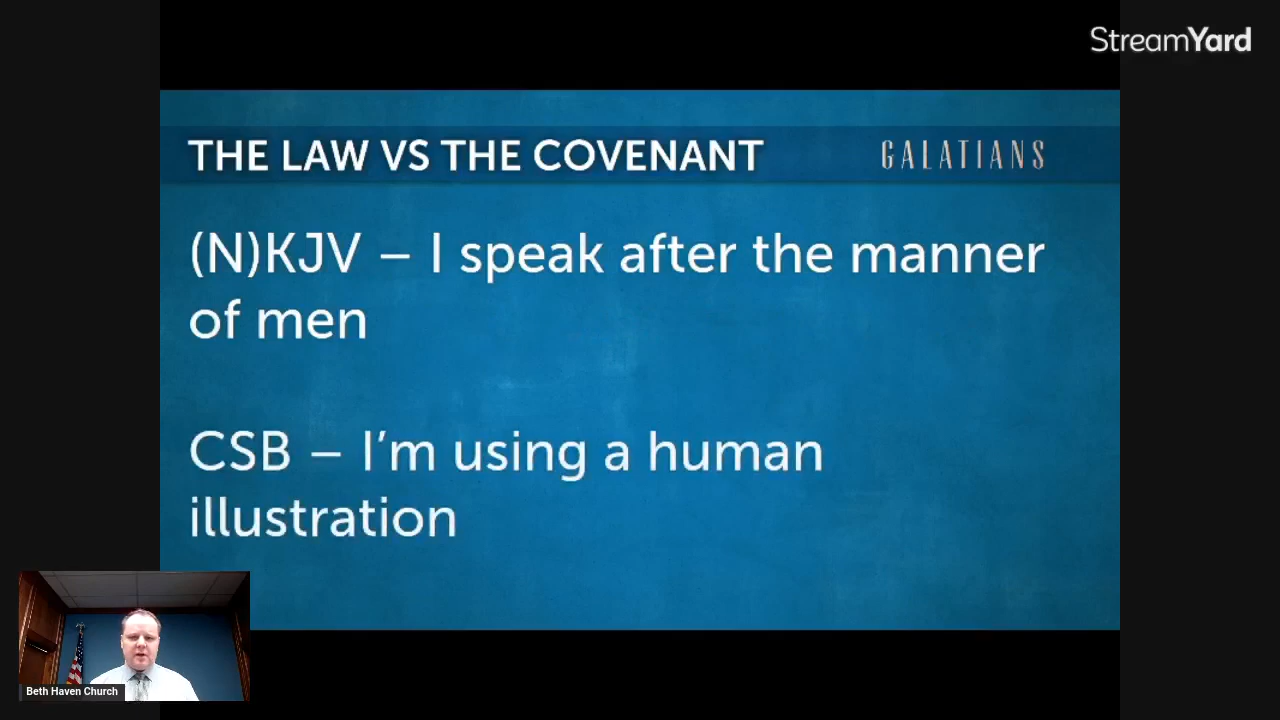 StreamYard
THE LAW VS THE COVENANT
GALATIANS
(N)KJV – I speak after the manner
of men
CSB – I’m using a human
illustration
Beth Haven Church